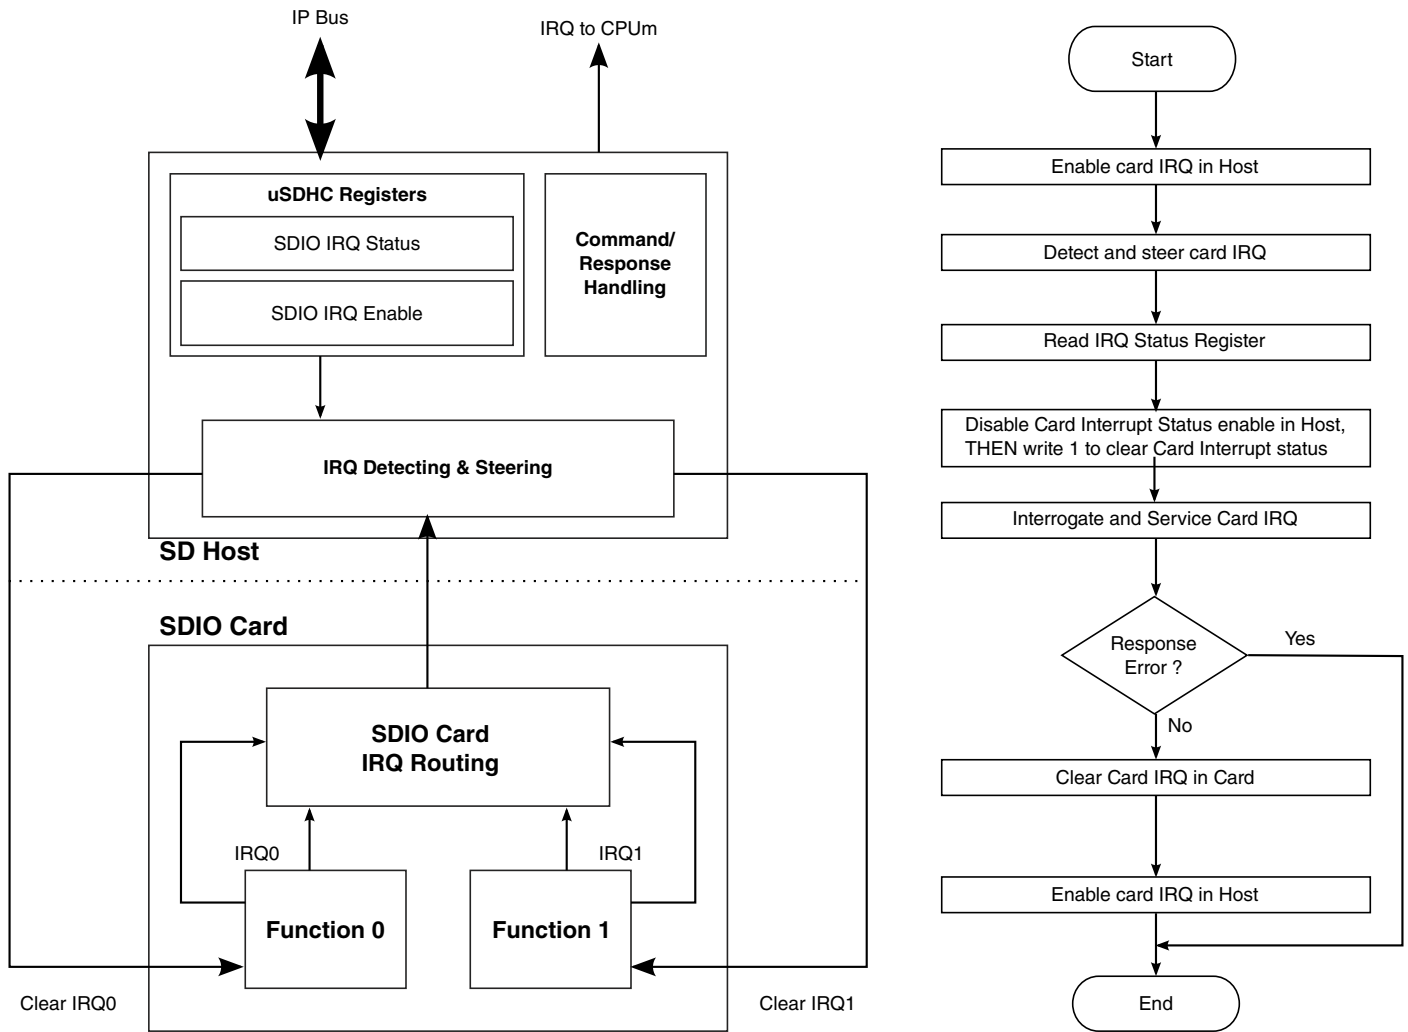 IP Bus
IRQ to CPUm
uSDHC Registers
SDIO IRQ Status
SDIO IRQ Enable
Command/
Response
Handling
IRQ Detecting & Steering
SD Host
SDIO Card
SDIO Card
IRQ Routing
IRQ0
IRQ1
Function 0
Function 1
Clear IRQ0
Clear IRQ1
Start
Enable card IRQ in Host
Detect and steer card IRQ
Read IRQ Status Register
Disable Card Interrupt Status enable in Host,
THEN write 1 to clear Card Interrupt status
Interrogate and Service Card IRQ
Response
Error ?
Yes
No
Clear Card IRQ in Card
Enable card IRQ in Host
End